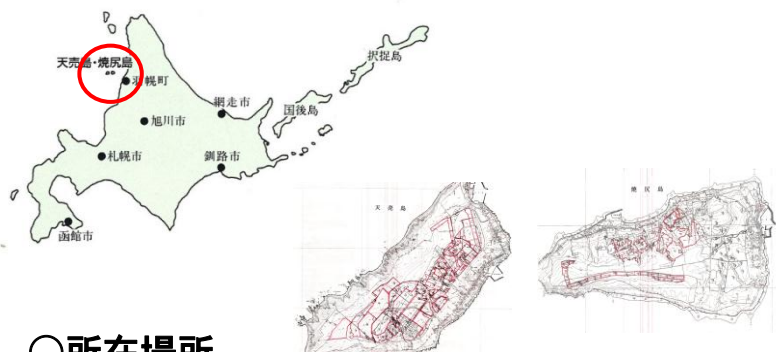 天売島・焼尻島
羽幌町
択捉島
国後島
網走市
旭川市
札幌市
釧路市
函館市
天売島
焼尻島
○所在場所